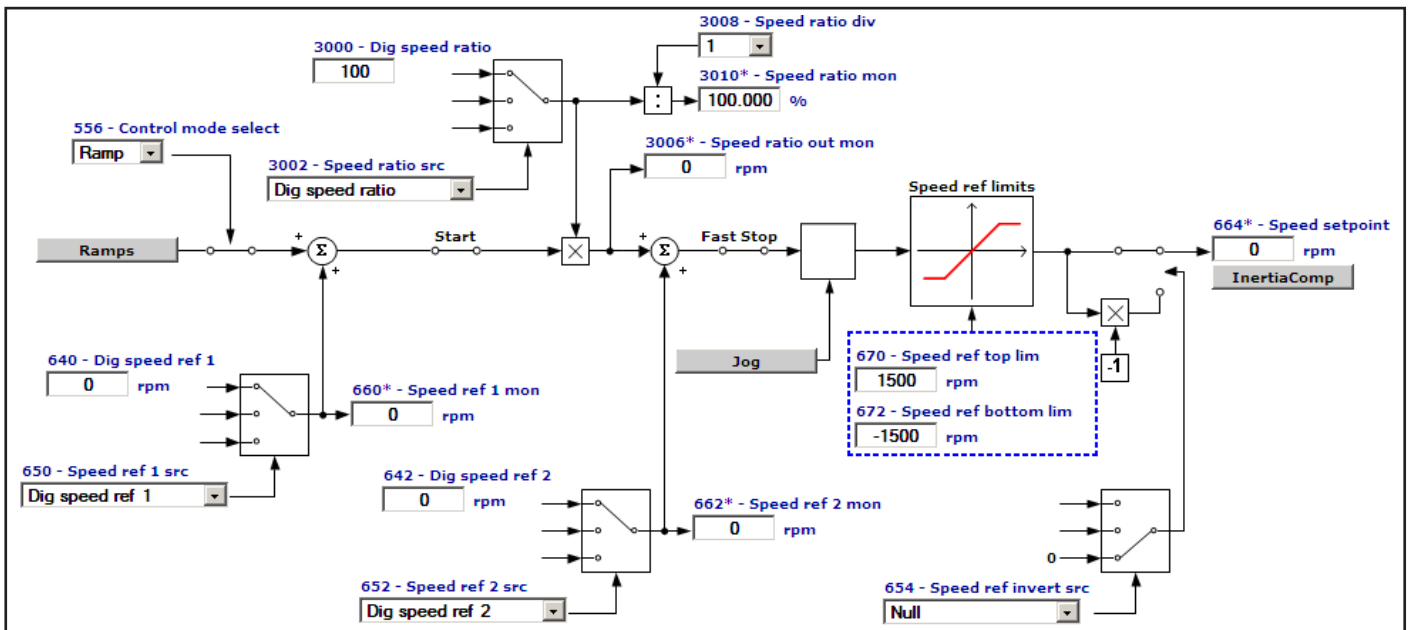 3008 - Speed ratio div
1
3000 - Dig speed ratio
100
:
3010* - Speed ratio mon
100.000 %
556 - Control mode select
Ramp
3002 - Speed ratio src
Dig speed ratio
3006* - Speed ratio out mon
0 rpm
Speed ref limits
Ramps
+
Σ
+
Start
×
+
Σ
+
Fast Stop
664* - Speed setpoint
0 rpm
InertiaComp
×
-1
Jog
670 - Speed ref top lim
1500 rpm
672 - Speed ref bottom lim
-1500 rpm
640 - Dig speed ref 1
0 rpm
660* - Speed ref 1 mon
0
rpm
650 - Speed ref 1 src
Dig speed ref 1
642 - Dig speed ref 2
0 rpm
662* - Speed ref 2 mon
0 rpm
652 - Speed ref 2 src
Dig speed ref 2
0
654 - Speed ref invert src
Null